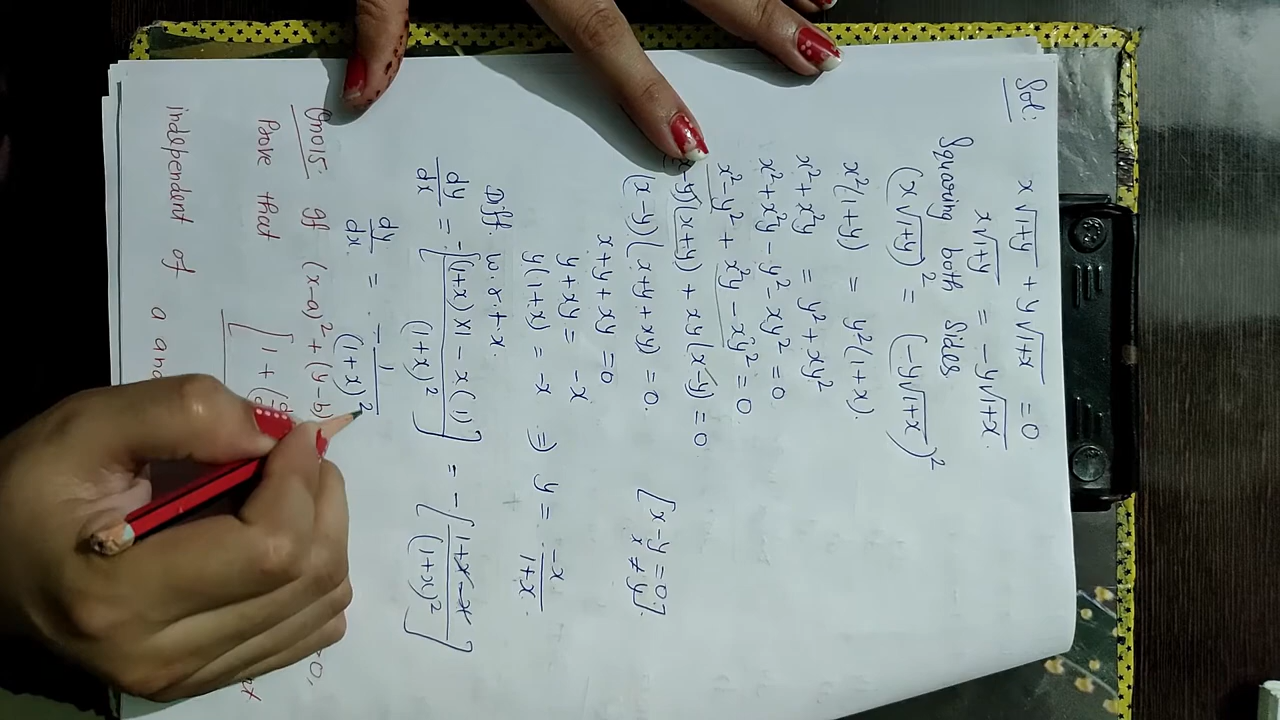 Sol: x√1+y + y√1+x = 0
x√1+y = -y√1+x.
Squaring both Sides.
(x√1+y)² = (-y√1+x)²
x²(1+y) = y²(1+x).
x²+x²y = y²+xy²
x²+x²y-y²-xy²=0.
x²-y²+x²y-xy²=0
y)(x+y)+xy(x-y)=0
(x-y)(x+y+xy)=0. [x-y=0]
x≠y].
x+y+xy=0
y+xy=-x
y(1+x)=-x ⇒ y = -x/1+x.
Diff w.r.t x.
dy/dx = -[(1+x)×1-x(1)/(1+x)²] = -[1+x-x/(1+x)²]
dy/dx. = -1/(1+x)²
Qno15: If (x-a)²+(y-b) >0,
Prove that [1+(
independent of a